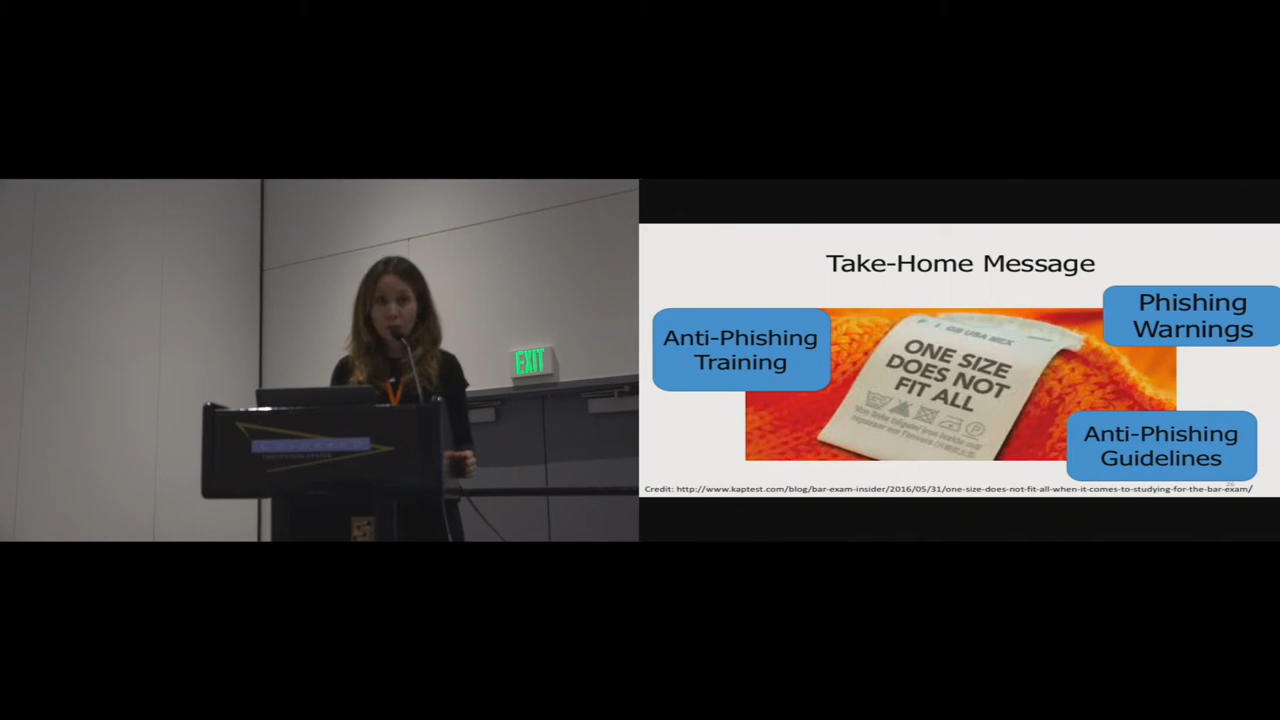 EXIT
Take-Home Message
Anti-Phishing
Training
Phishing
Warnings
ONE SIZE
DOES NOT
FIT ALL
Anti-Phishing
Guidelines
Credit: http://www.kaptest.com/blog/bar-exam-insider/2016/05/31/one-size-does-not-fit-all-when-it-comes-to-studying-for-the-bar-exam/
26